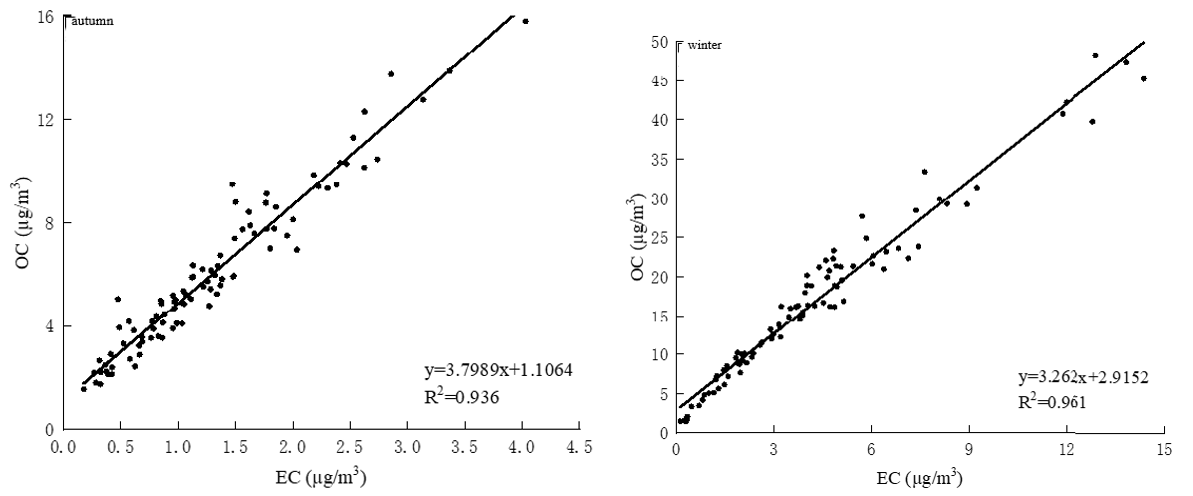 autumn
16
12
8
4
0
OC (μg/m³)
0.0 0.5 1.0 1.5 2.0 2.5 3.0 3.5 4.0 4.5
EC (μg/m³)
y=3.7989x+1.1064
R²=0.936
winter
50
45
40
35
30
25
20
15
10
5
0
OC (μg/m³)
0 3 6 9 12 15
EC (μg/m³)
y=3.262x+2.9152
R²=0.961